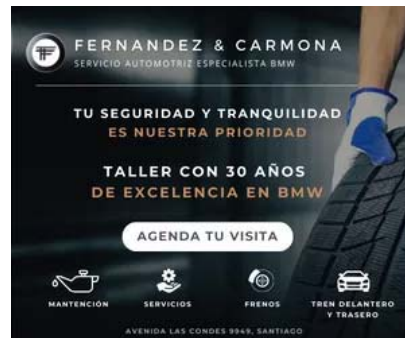 FERNANDEZ & CARMONA
SERVICIO AUTOMOTRIZ ESPECIALISTA BMW
TU SEGURIDAD Y TRANQUILIDAD
ES NUESTRA PRIORIDAD
TALLER CON 30 AÑOS
DE EXCELENCIA EN BMW
AGENDA TU VISITA
MANTENCIÓN
SERVICIOS
FRENOS
TREN DELANTERO
Y TRASERO
AVENIDA LAS CONDES 9949, SANTIAGO